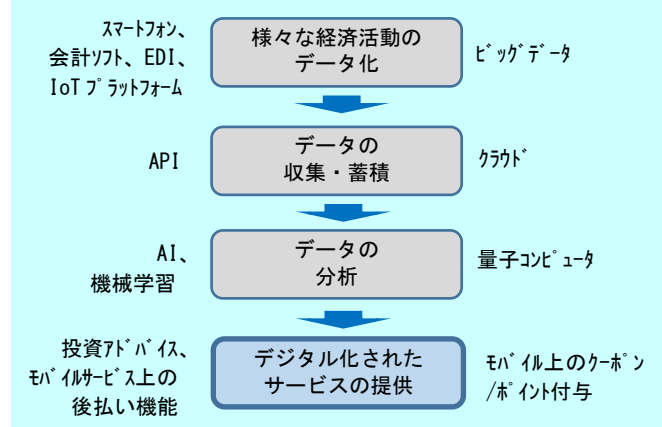 スマートフォン、
会計ソフト、EDI、
IoTプラットフォーム
様々な経済活動の
データ化
ビッグデータ
API
データの
収集・蓄積
クラウド
AI、
機械学習
データの
分析
量子コンピュータ
投資アドバイス、
モバイルサービス上の
後払い機能
デジタル化された
サービスの提供
モバイル上のクーポン
/ポイント付与